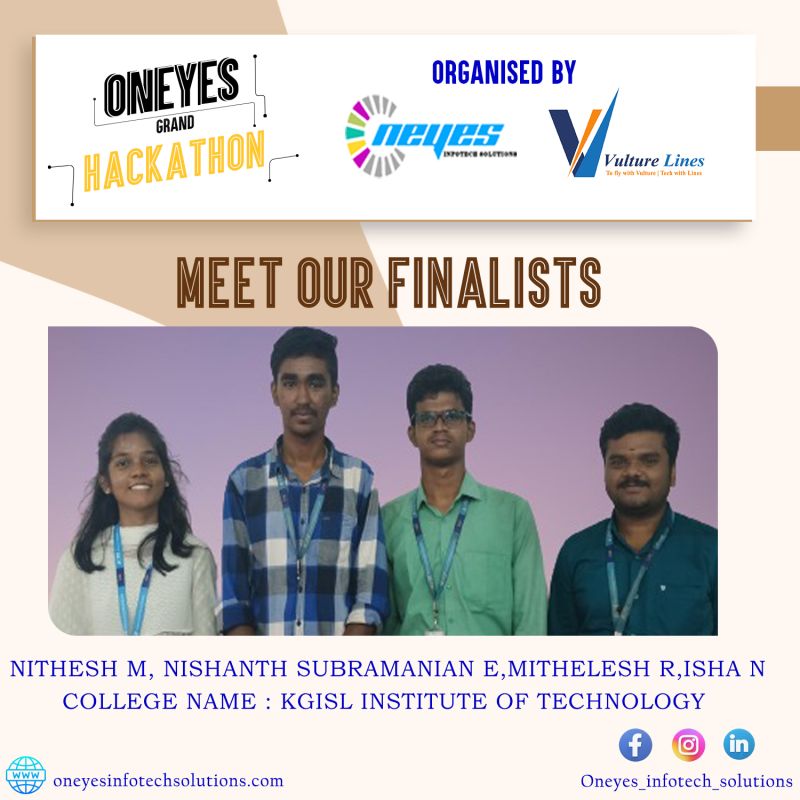 ONEYES
GRAND
HACKATHON
ORGANISED BY
neyes
INFOTECH SOLUTIONS
Vulture Lines
To fly with Vulture | Tech with Lines
MEET OUR FINALISTS
NITHESH M, NISHANTH SUBRAMANIAN E,MITHELESH R,ISHA N
COLLEGE NAME : KGISL INSTITUTE OF TECHNOLOGY
WWW
oneyesinfotechsolutions.com
Oneyes_infotech_solutions